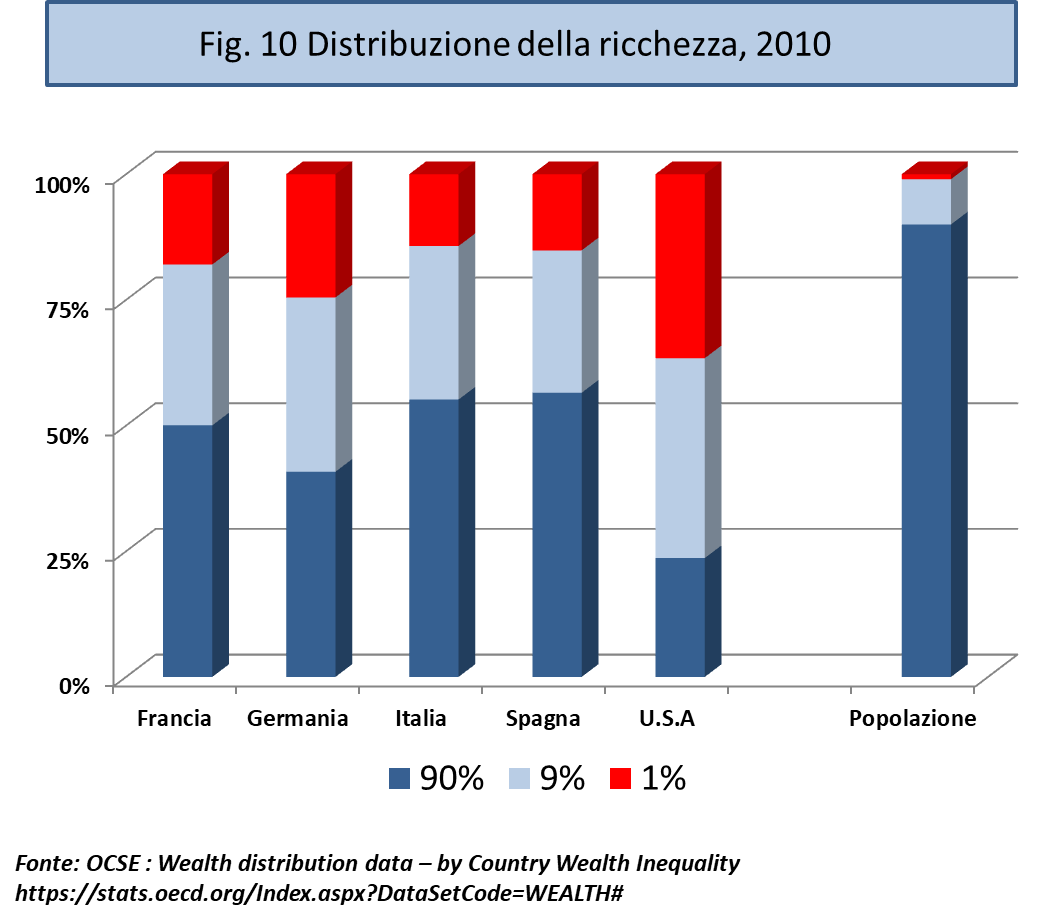 Fig. 10 Distribuzione della ricchezza, 2010
100%
75%
50%
25%
0%
Francia Germania Italia Spagna U.S.A Popolazione
90% 9% 1%
Fonte: OCSE : Wealth distribution data – by Country Wealth Inequality
https://stats.oecd.org/Index.aspx?DataSetCode=WEALTH#